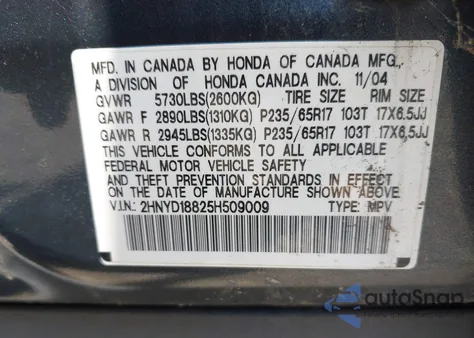 MFD. IN CANADA BY HONDA OF CANADA MFG.,
A DIVISION OF HONDA CANADA INC. 11/04
GVWR 5730LBS(2600KG) TIRE SIZE RIM SIZE
GAWR F 2890LBS(1310KG) P235/65R17 103T 17X6.5JJ
GAWR R 2945LBS(1335KG) P235/65R17 103T 17X6.5JJ
THIS VEHICLE CONFORMS TO ALL APPLICABLE
FEDERAL MOTOR VEHICLE SAFETY
AND THEFT PREVENTION STANDARDS IN EFFECT
ON THE DATE OF MANUFACTURE SHOWN ABOVE.
V.I.N.: 2HNYD18825H509009 TYPE: MPV
autoSnap